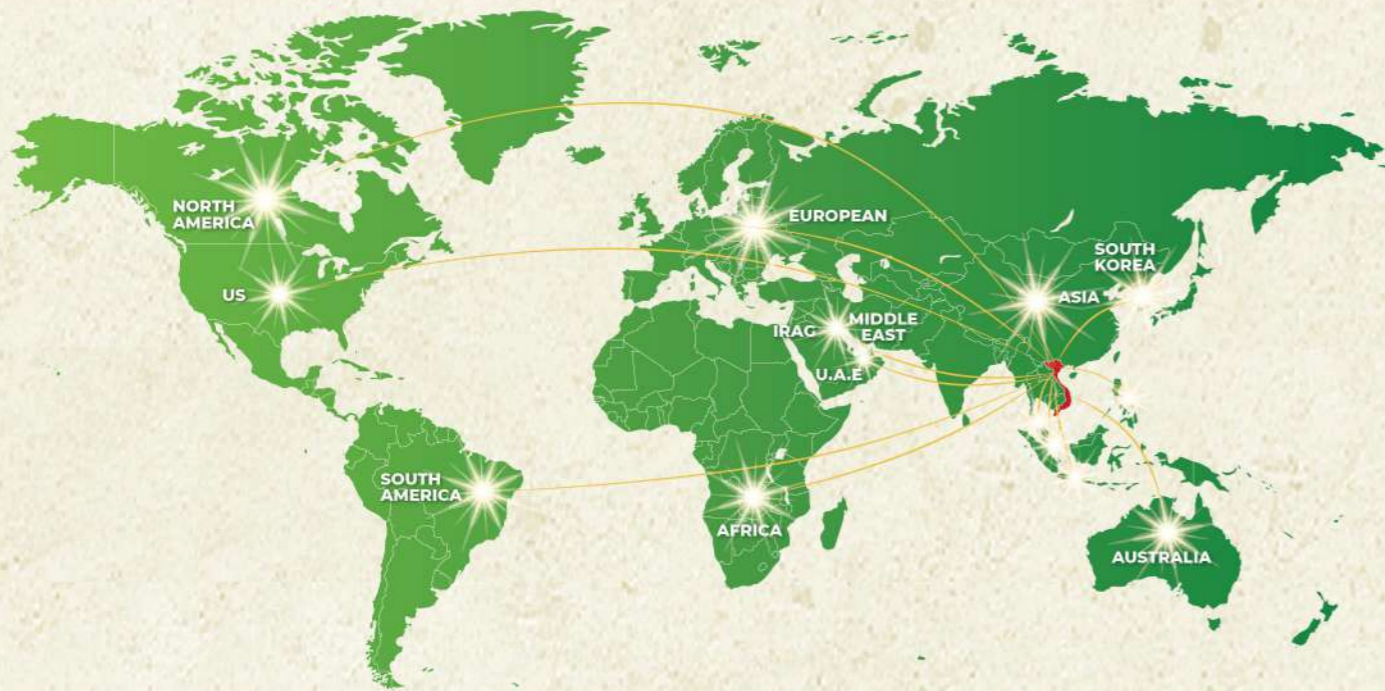 NORTH
AMERICA
US
SOUTH
AMERICA
EUROPEAN
IRAG
MIDDLE
EAST
U.A.E
AFRICA
SOUTH
KOREA
ASIA
AUSTRALIA